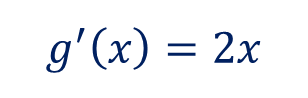 g′(x) = 2x